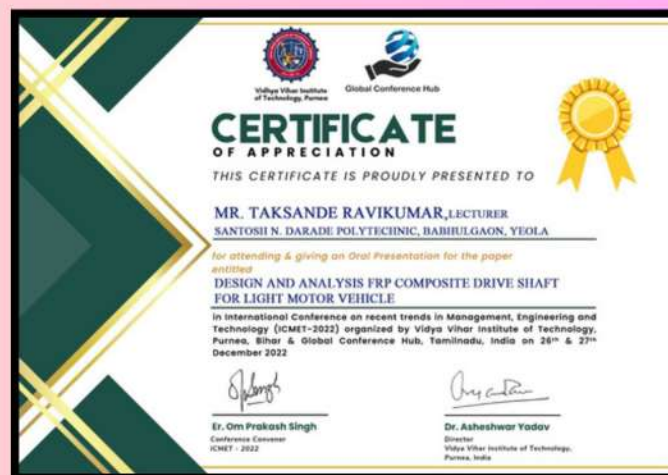 Vidhya Vihar Institute
of Technology, Purnea
Global Conference Hub
CERTIFICATE
OF APPRECIATION
THIS CERTIFICATE IS PROUDLY PRESENTED TO
MR. TAKSANDE RAVIKUMAR,LECTURER
SANTOSH N. DARADE POLYTECHNIC, BABHULGAON, YEOLA
for attending & giving an Oral Presentation for the paper
entitled
DESIGN AND ANALYSIS FRP COMPOSITE DRIVE SHAFT
FOR LIGHT MOTOR VEHICLE
in International Conference on recent trends in Management, Engineering and
Technology (ICMET-2022) organized by Vidya Vihar Institute of Technology,
Purnea, Bihar & Global Conference Hub, Tamilnadu, India on 26th & 27th
December 2022
Er. Om Prakash Singh
Dr. Asheshwar Yadav
Conference Convener
ICMET - 2022
Director
Vidya Vihar Institute of Technology,
Purnea, India